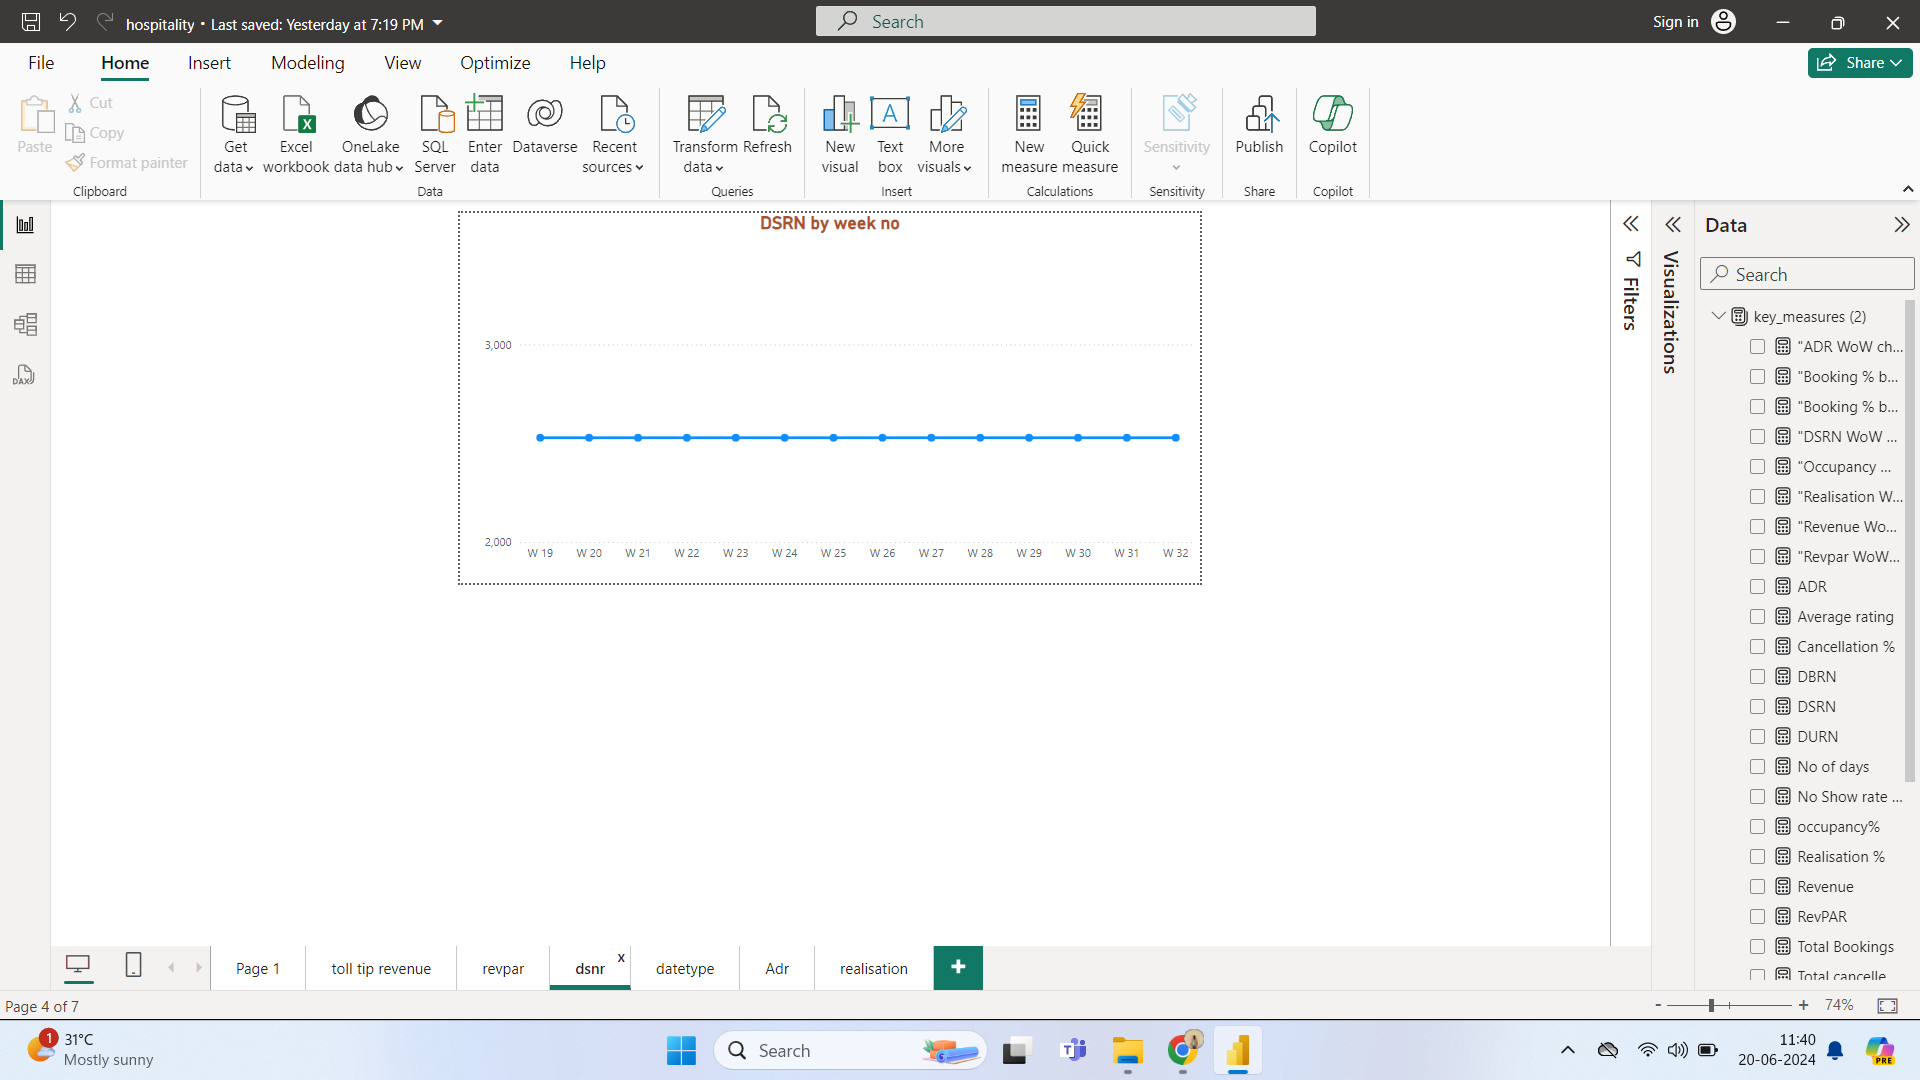 hospitality • Last saved: Yesterday at 7:19 PM
Search
Sign in
File
Home
Insert
Modeling
View
Optimize
Help
Share
Paste
Cut
Copy
Format painter
Clipboard
Get data
Excel workbook
OneLake data hub
SQL Server
Enter data
Dataverse
Recent sources
Data
Transform data
Refresh
Queries
New visual
Text box
More visuals
Insert
New measure
Quick measure
Calculations
Sensitivity
Sensitivity
Publish
Share
Copilot
Copilot
DAX
DSRN by week no
3,000
2,000
W 19 W 20 W 21 W 22 W 23 W 24 W 25 W 26 W 27 W 28 W 29 W 30 W 31 W 32
Filters
Visualizations
Data
Search
key_measures (2)
"ADR WoW ch...
"Booking % b...
"Booking % b...
"DSRN WoW ...
"Occupancy ...
"Realisation W...
"Revenue Wo...
"Revpar WoW...
ADR
Average rating
Cancellation %
DBRN
DSRN
DURN
No of days
No Show rate ...
occupancy%
Realisation %
Revenue
RevPAR
Total Bookings
Total cancelle
Page 1
toll tip revenue
revpar
dsnr
x
datetype
Adr
realisation
+
Page 4 of 7
- + 74%
1
31°C
Mostly sunny
Search
11:40
20-06-2024
PRE